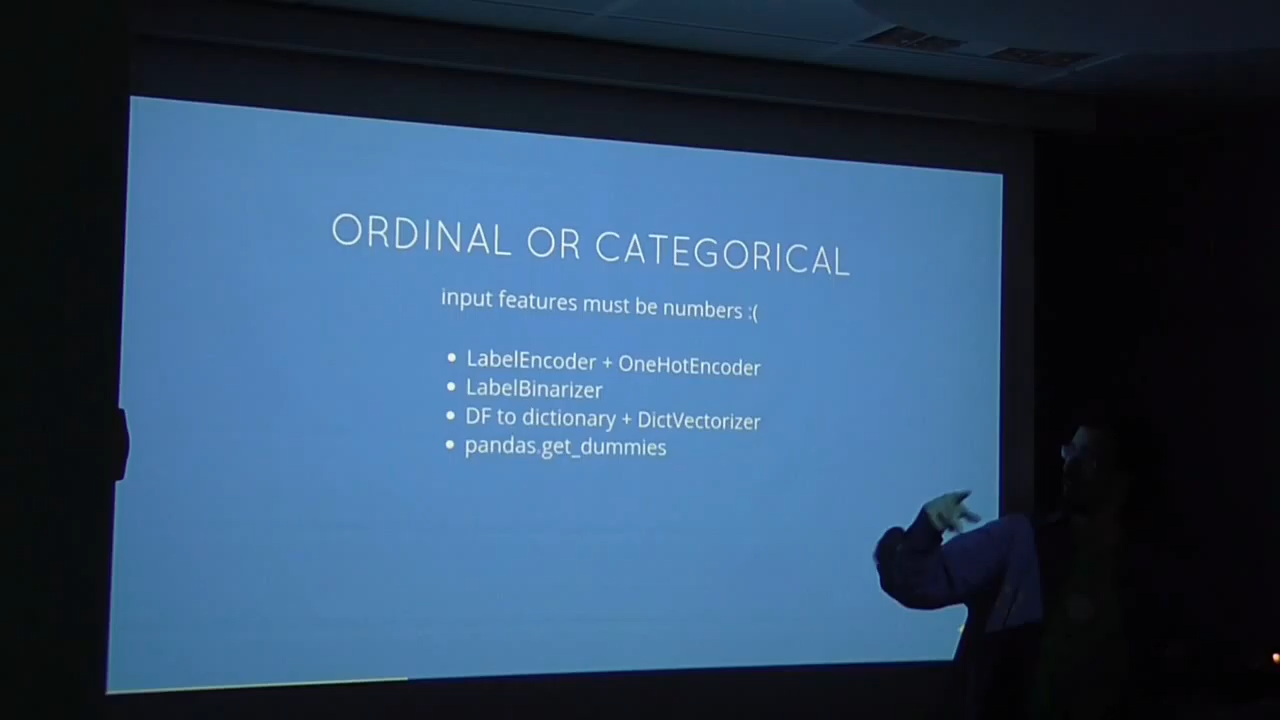 ORDINAL OR CATEGORICAL
input features must be numbers :(
• LabelEncoder + OneHotEncoder
• LabelBinarizer
• DF to dictionary + DictVectorizer
• pandas.get_dummies